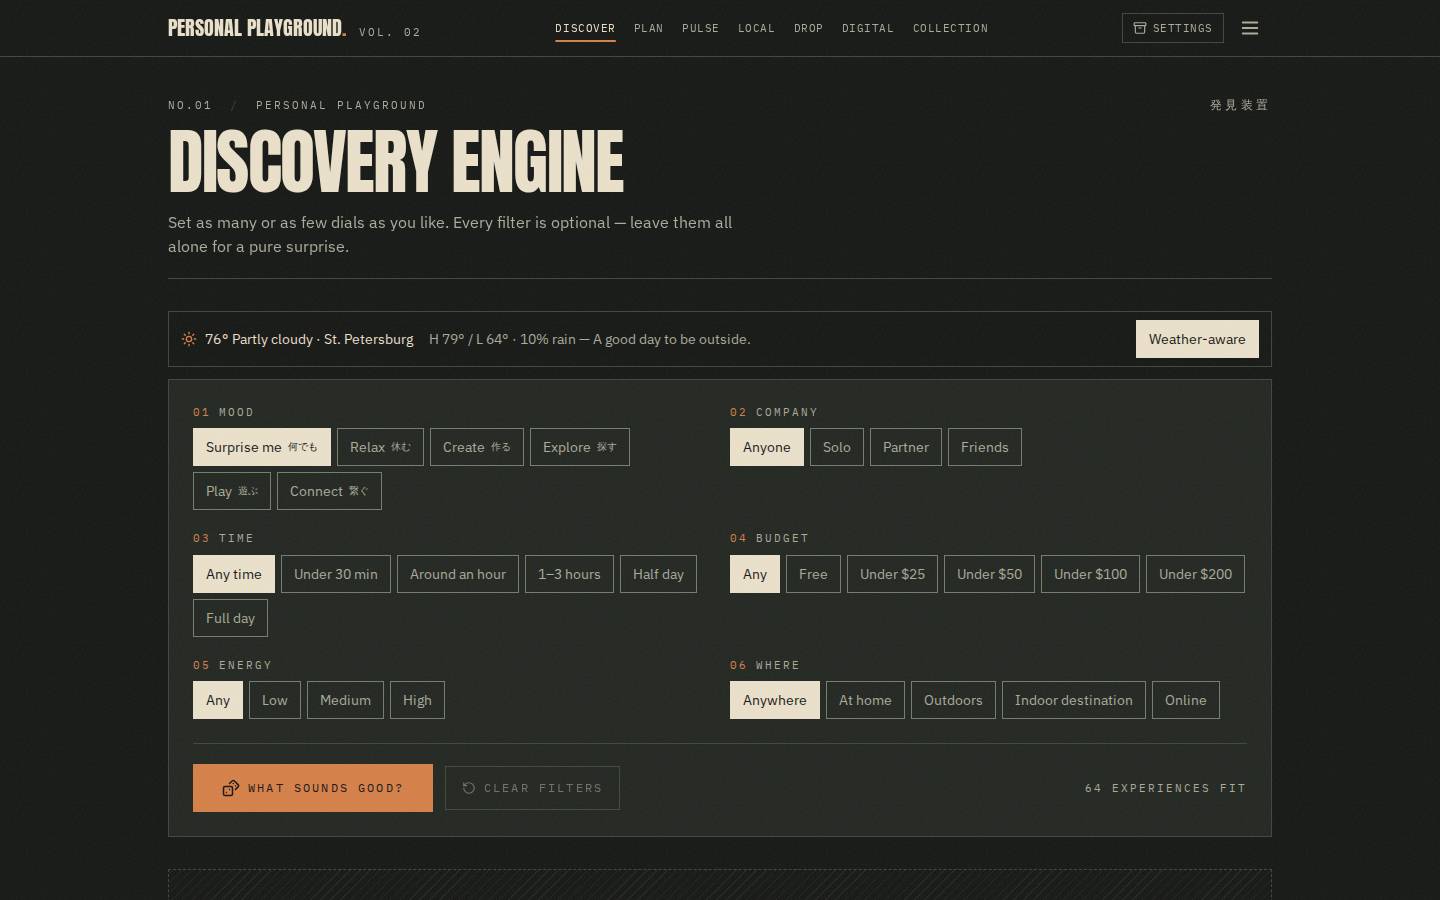 PERSONAL PLAYGROUND. VOL. 02
DISCOVER PLAN PULSE LOCAL DROP DIGITAL COLLECTION
SETTINGS
NO.01 / PERSONAL PLAYGROUND
発見装置
DISCOVERY ENGINE
Set as many or as few dials as you like. Every filter is optional — leave them all
alone for a pure surprise.
76° Partly cloudy · St. Petersburg H 79° / L 64° · 10% rain — A good day to be outside.
Weather-aware
01 MOOD
Surprise me 何でも Relax 休む Create 作る Explore 探す
Play 遊ぶ Connect 繋ぐ
02 COMPANY
Anyone Solo Partner Friends
03 TIME
Any time Under 30 min Around an hour 1–3 hours Half day
Full day
04 BUDGET
Any Free Under $25 Under $50 Under $100 Under $200
05 ENERGY
Any Low Medium High
06 WHERE
Anywhere At home Outdoors Indoor destination Online
WHAT SOUNDS GOOD? CLEAR FILTERS
64 EXPERIENCES FIT